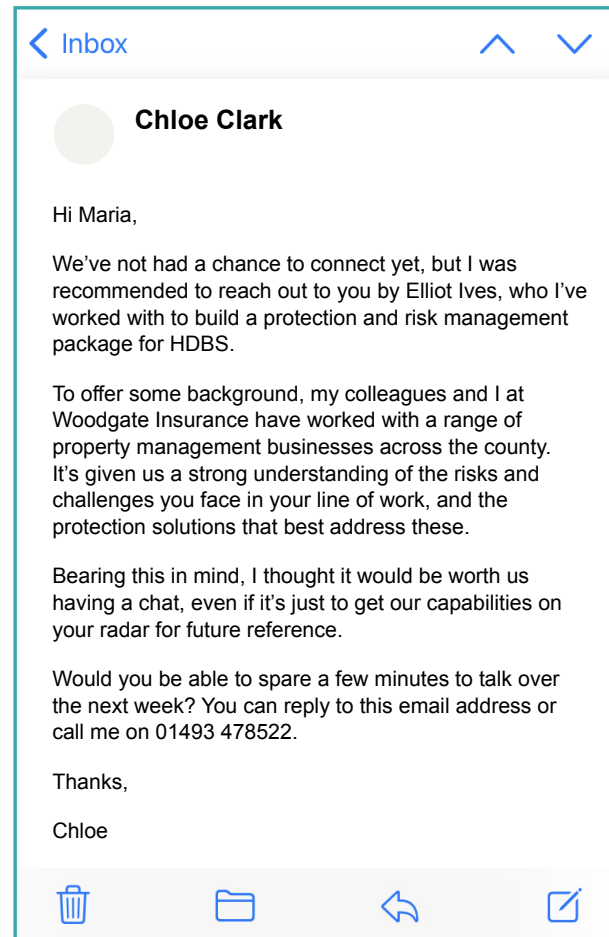 Inbox
Chloe Clark
Hi Maria,
We’ve not had a chance to connect yet, but I was
recommended to reach out to you by Elliot Ives, who I’ve
worked with to build a protection and risk management
package for HDBS.
To offer some background, my colleagues and I at
Woodgate Insurance have worked with a range of
property management businesses across the county.
It’s given us a strong understanding of the risks and
challenges you face in your line of work, and the
protection solutions that best address these.
Bearing this in mind, I thought it would be worth us
having a chat, even if it’s just to get our capabilities on
your radar for future reference.
Would you be able to spare a few minutes to talk over
the next week? You can reply to this email address or
call me on 01493 478522.
Thanks,
Chloe